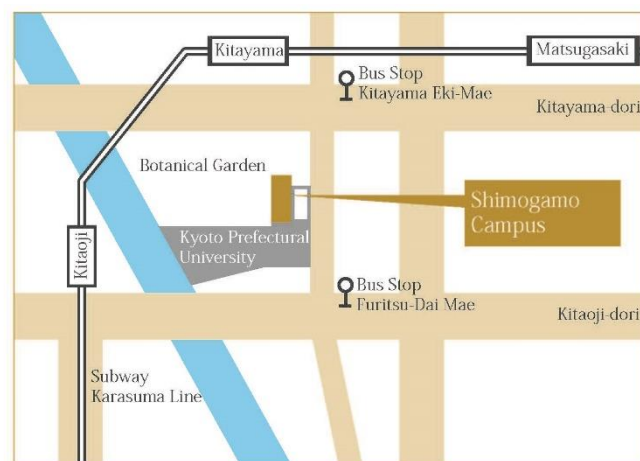 Kitayama
Matsugasaki
Bus Stop
Kitayama Eki-Mae
Kitayama-dori
Botanical Garden
Shimogamo
Campus
Kyoto Prefectural
University
Kitaoji
Bus Stop
Furitsu-Dai Mae
Kitaoji-dori
Subway
Karasuma Line